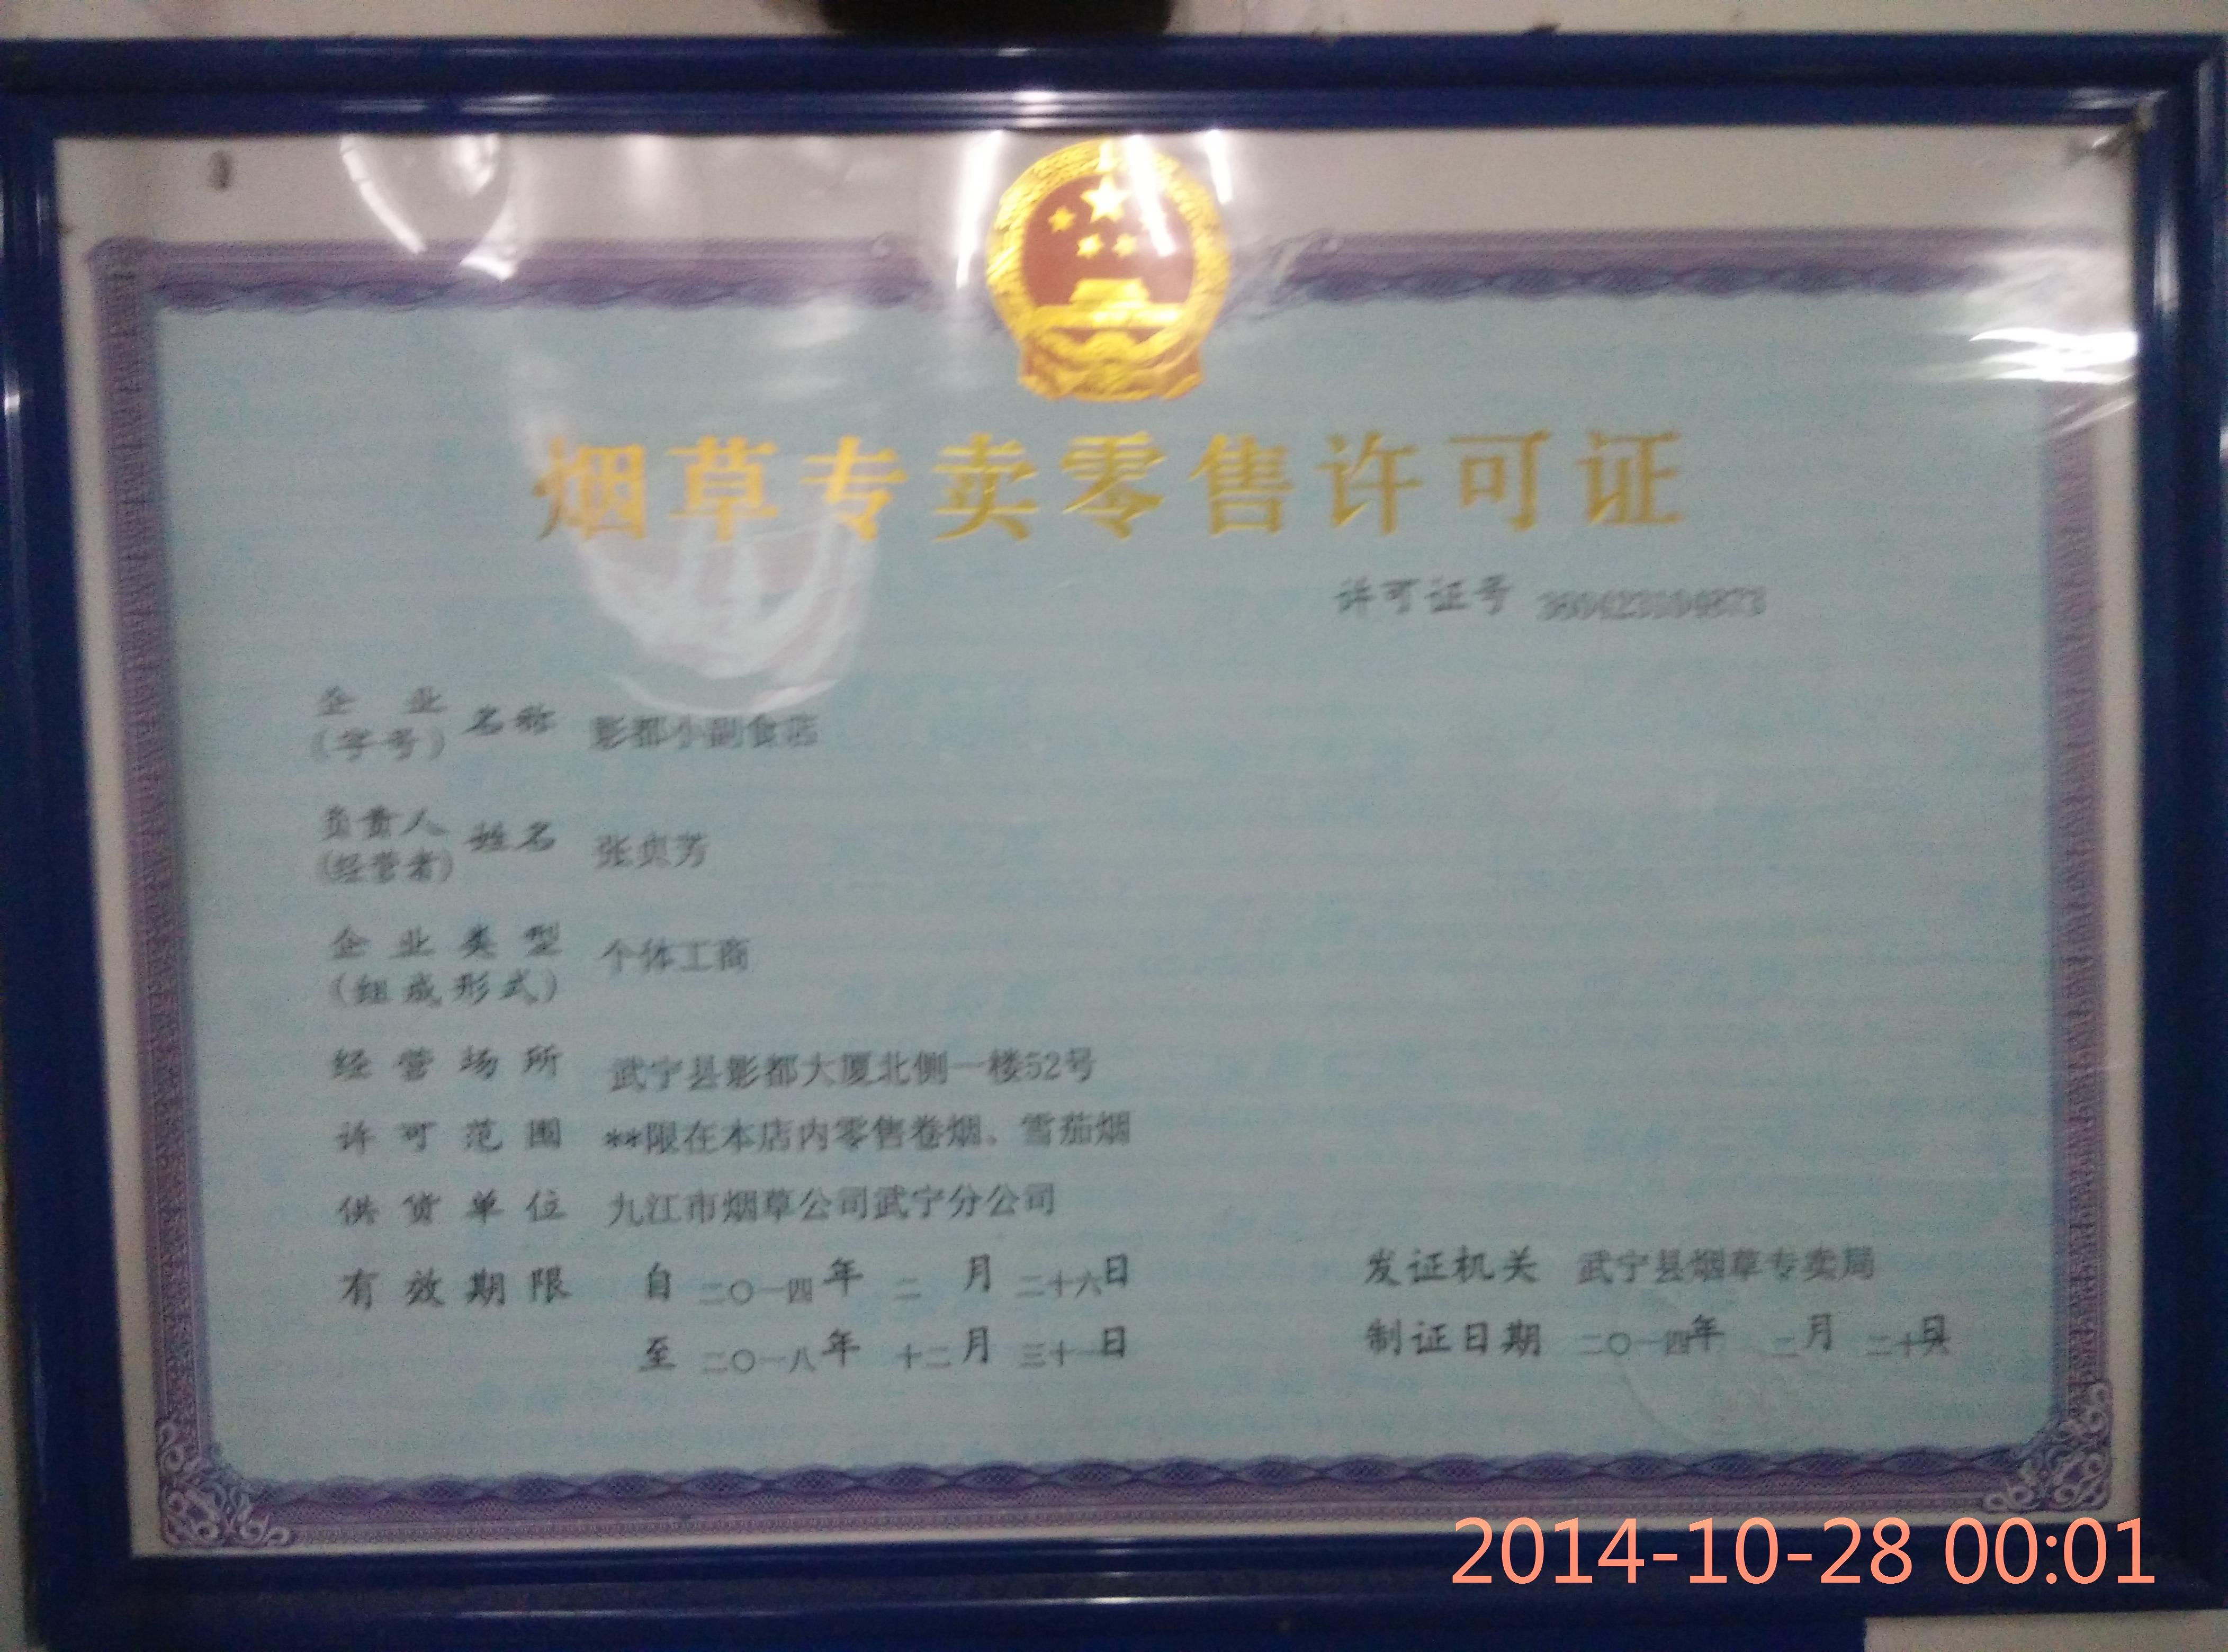 烟草专卖零售许可证
许可证号
企业(字号)名称 影都小副食店
负责人(经营者)姓名 张贞芳
企业类型(组成形式) 个体工商
经营场所 武宁县影都大厦北侧一楼52号
许可范围 **限在本店内零售卷烟、雪茄烟
供货单位 九江市烟草公司武宁分公司
有效期限 自 二〇一四年 二 月 二十六日
至 二〇一八年 十二月 三十一日
发证机关 武宁县烟草专卖局
制证日期 二〇一四年 二月 二十六日
2014-10-28 00:01